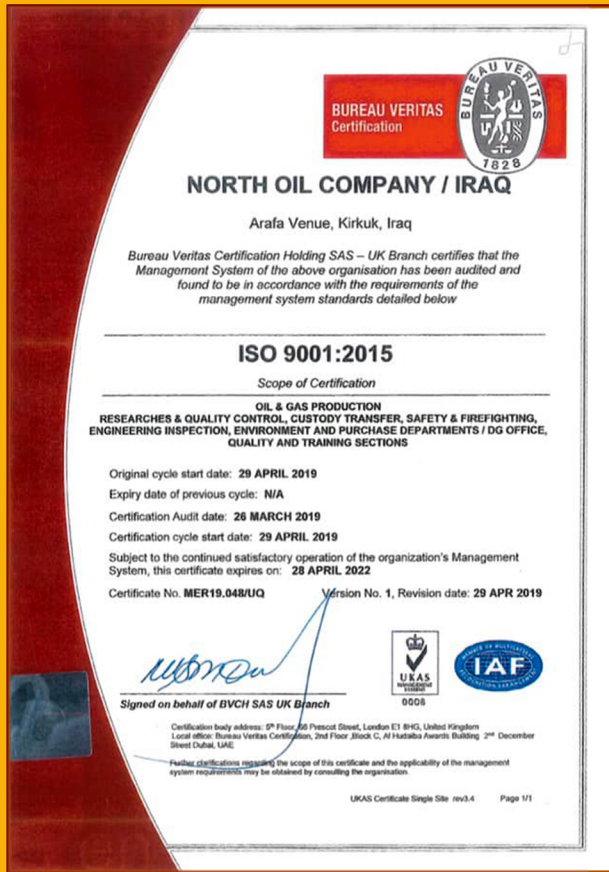 BUREAU VERITAS
Certification
BUREAU VERITAS
1828
NORTH OIL COMPANY / IRAQ
Arafa Venue, Kirkuk, Iraq
Bureau Veritas Certification Holding SAS – UK Branch certifies that the
Management System of the above organisation has been audited and
found to be in accordance with the requirements of the
management system standards detailed below
ISO 9001:2015
Scope of Certification
OIL & GAS PRODUCTION
RESEARCHES & QUALITY CONTROL, CUSTODY TRANSFER, SAFETY & FIREFIGHTING,
ENGINEERING INSPECTION, ENVIRONMENT AND PURCHASE DEPARTMENTS / DG OFFICE,
QUALITY AND TRAINING SECTIONS
Original cycle start date: 29 APRIL 2019
Expiry date of previous cycle: N/A
Certification Audit date: 26 MARCH 2019
Certification cycle start date: 29 APRIL 2019
Subject to the continued satisfactory operation of the organization's Management
System, this certificate expires on: 28 APRIL 2022
Certificate No. MER19.048/UQ Version No. 1, Revision date: 29 APR 2019
Signed on behalf of BVCH SAS UK Branch
UKAS
MANAGEMENT
SYSTEMS
0008
IAF
Certification body address: 5th Floor, 66 Prescot Street, London E1 8HG, United Kingdom
Local office: Bureau Veritas Certification, 2nd Floor ,Block C, Al Hudaiba Awards Building 2nd December
Street Dubai, UAE
Further clarifications regarding the scope of this certificate and the applicability of the management
system requirements may be obtained by consulting the organisation.
UKAS Certificate Single Site rev3.4 Page 1/1